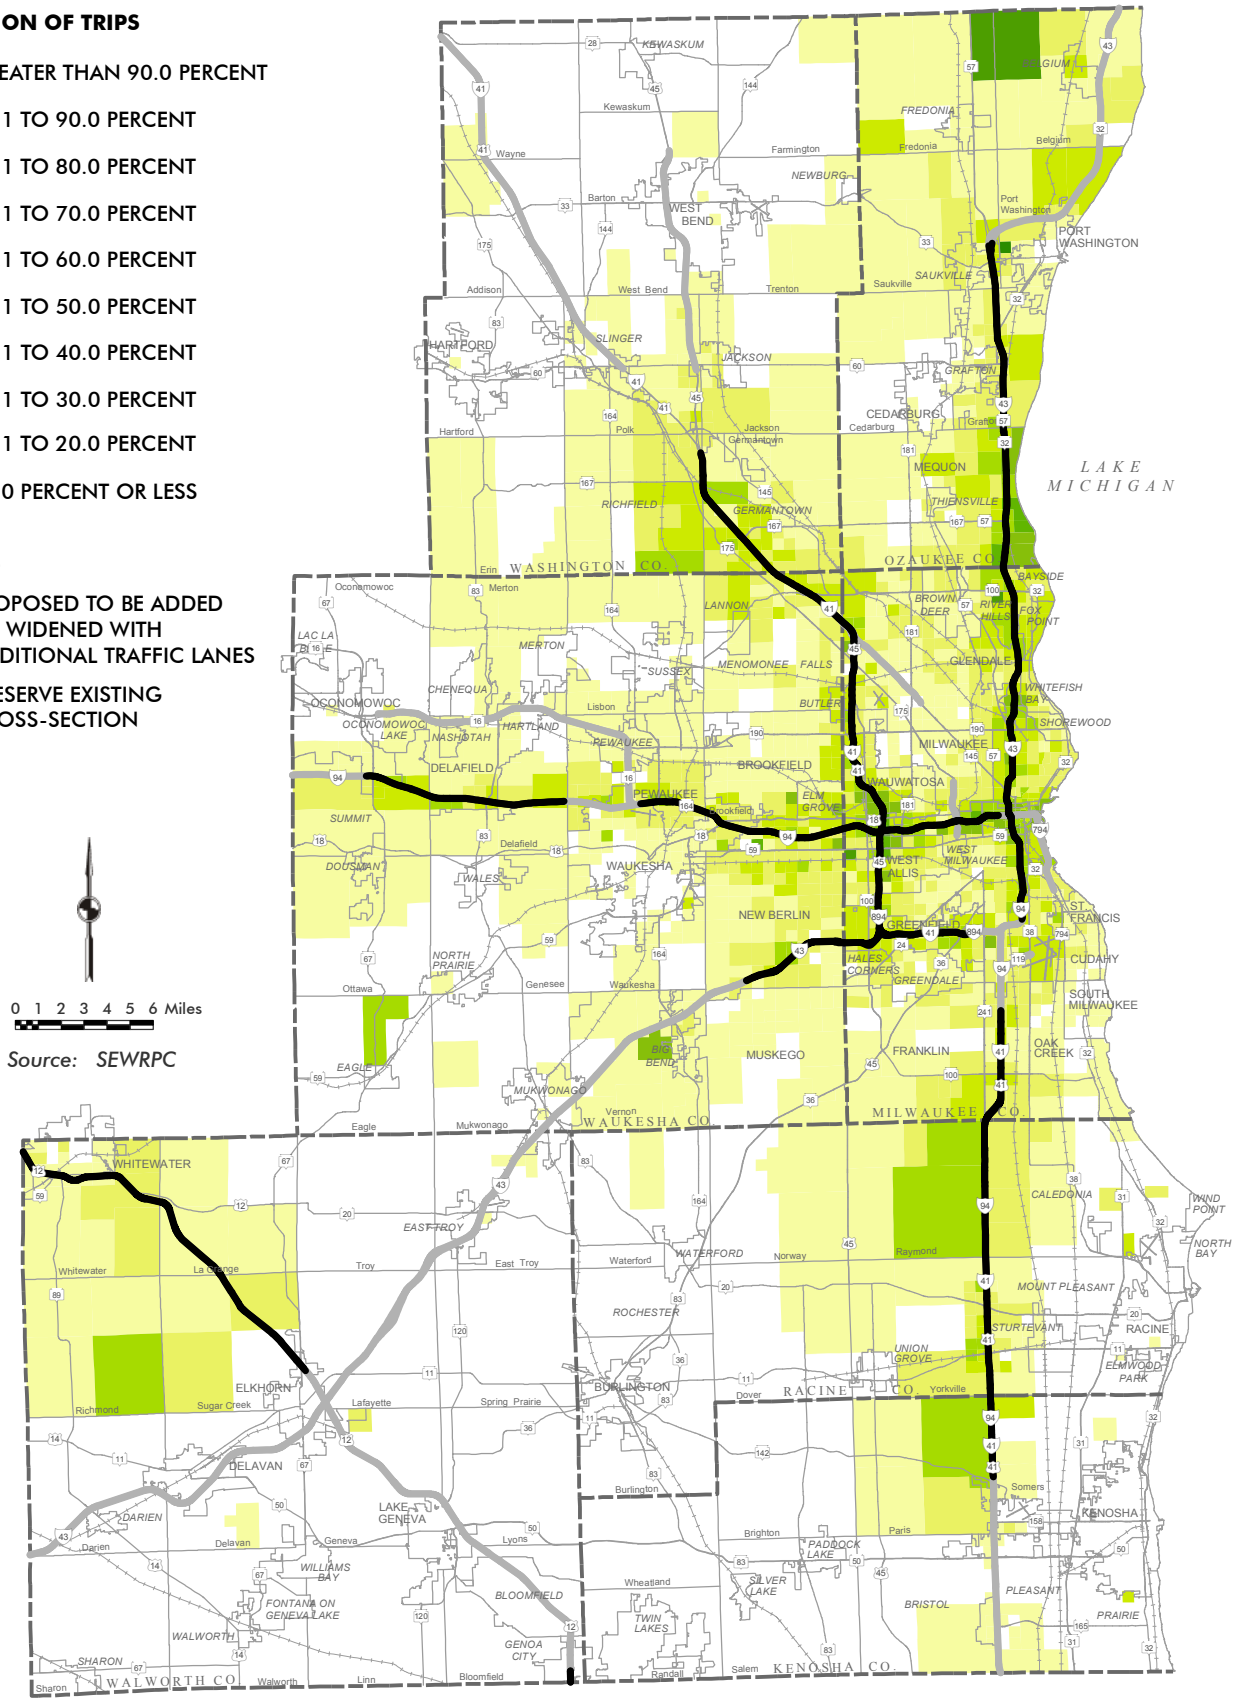 ON OF TRIPS
EATER THAN 90.0 PERCENT
1 TO 90.0 PERCENT
1 TO 80.0 PERCENT
1 TO 70.0 PERCENT
1 TO 60.0 PERCENT
1 TO 50.0 PERCENT
1 TO 40.0 PERCENT
1 TO 30.0 PERCENT
1 TO 20.0 PERCENT
0 PERCENT OR LESS
OPOSED TO BE ADDED
WIDENED WITH
DITIONAL TRAFFIC LANES
ESERVE EXISTING
OSS-SECTION
0 1 2 3 4 5 6 Miles
Source: SEWRPC
KEWASKUM
Kewaskum
Wayne
Farmington
NEWBURG
Barton
WEST
BEND
Addison
West Bend
Trenton
HARTFORD
SLINGER
JACKSON
Hartford
Polk
Jackson
Germantown
RICHFIELD
GERMANTOWN
Erin
WASHINGTON CO.
BELGIUM
FREDONIA
Fredonia
Belgium
Port
Washington
PORT
WASHINGTON
SAUKVILLE
Saukville
GRAFTON
CEDARBURG
Cedarburg
Grafton
MEQUON
THIENSVILLE
OZAUKEE CO.
LAKE
MICHIGAN
Oconomowoc
Merton
LAC LA
MERTON
LANNON
SUSSEX
MENOMONEE FALLS
CHENEQUA
OCONOMOWOC
OCONOMOWOC
LAKE
NASHOTAH
HARTLAND
Lisbon
PEWAUKEE
BUTLER
DELAFIELD
BROOKFIELD
PEWAUKEE
Brookfield
ELM
GROVE
SUMMIT
Delafield
DOUSMAN
WALES
WAUKESHA
NEW BERLIN
NORTH
PRAIRIE
Ottawa
Genesee
Waukesha
EAGLE
BIG
BEND
MUSKEGO
MUKWONAGO
Vernon
Eagle
Mukwonago
WAUKESHA CO.
BAYSIDE
BROWN
DEER
RIVER
HILLS
FOX
POINT
GLENDALE
WHITEFISH
BAY
SHOREWOOD
MILWAUKEE
WAUWATOSA
WEST
MILWAUKEE
WEST
ALLIS
ST.
FRANCIS
GREENFIELD
HALES
CORNERS
GREENDALE
CUDAHY
SOUTH
MILWAUKEE
FRANKLIN
OAK
CREEK
MILWAUKEE CO.
WHITEWATER
Whitewater
La Grange
EAST TROY
Troy
East Troy
ELKHORN
Richmond
Sugar Creek
Lafayette
Spring Prairie
DELAVAN
DARIEN
Darien
Delavan
LAKE
GENEVA
Geneva
Lyons
WILLIAMS
BAY
FONTANA ON
GENEVA LAKE
BLOOMFIELD
WALWORTH
GENOA
CITY
SHARON
Sharon
WALWORTH CO.
Walworth
Linn
Bloomfield
WATERFORD
Waterford
Norway
Raymond
CALEDONIA
WIND
POINT
NORTH
BAY
MOUNT PLEASANT
ROCHESTER
STURTEVANT
RACINE
UNION
GROVE
ELMWOOD
PARK
BURLINGTON
Dover
RACINE CO.
Yorkville
Burlington
Somers
KENOSHA
Brighton
Paris
PADDOCK
LAKE
Wheatland
SILVER
LAKE
TWIN
LAKES
BRISTOL
PLEASANT
PRAIRIE
Randall
Salem
KENOSHA CO.